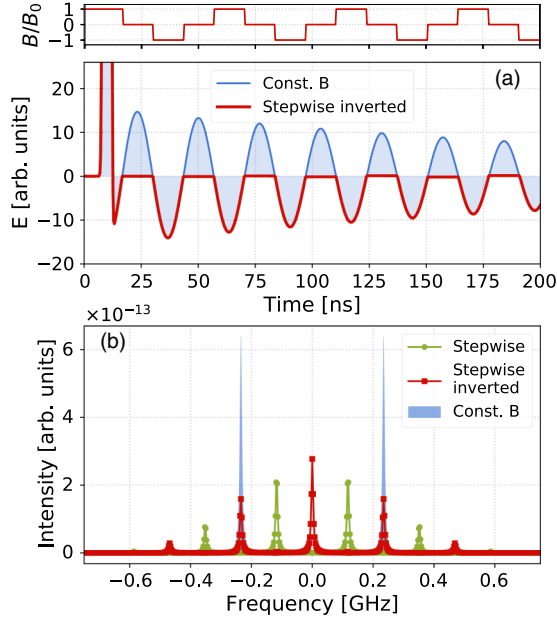 B/B₀
1
0
−1
(a)
Const. B
Stepwise inverted
E [arb. units]
20
10
0
−10
−20
0 25 50 75 100 125 150 175 200
Time [ns]
×10⁻¹³
(b)
Stepwise
Stepwise
inverted
Const. B
Intensity [arb. units]
6
4
2
0
−0.6 −0.4 −0.2 0.0 0.2 0.4 0.6
Frequency [GHz]